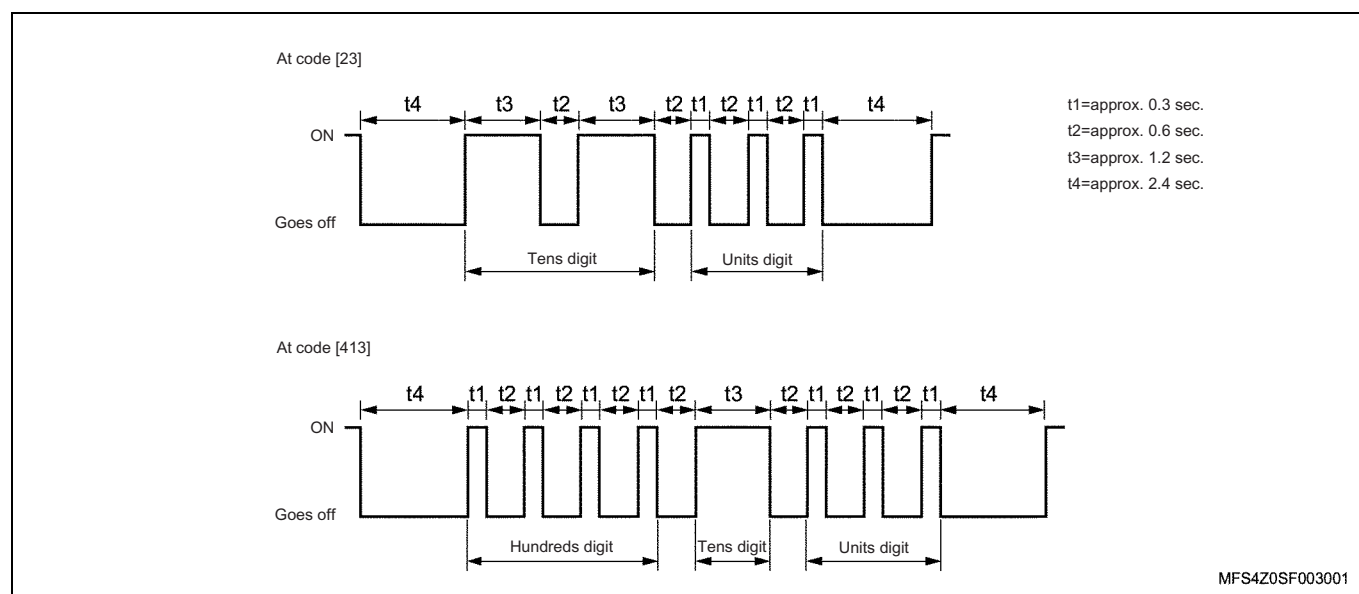 At code [23]
t4 t3 t2 t3 t2 t1 t2 t1 t2 t1 t4
t1=approx. 0.3 sec.
ON
t2=approx. 0.6 sec.
t3=approx. 1.2 sec.
t4=approx. 2.4 sec.
Goes off
Tens digit Units digit
At code [413]
t4 t1 t2 t1 t2 t1 t2 t1 t2 t3 t2 t1 t2 t1 t2 t1 t4
ON
Goes off
Hundreds digit Tens digit Units digit
MFS4Z0SF003001